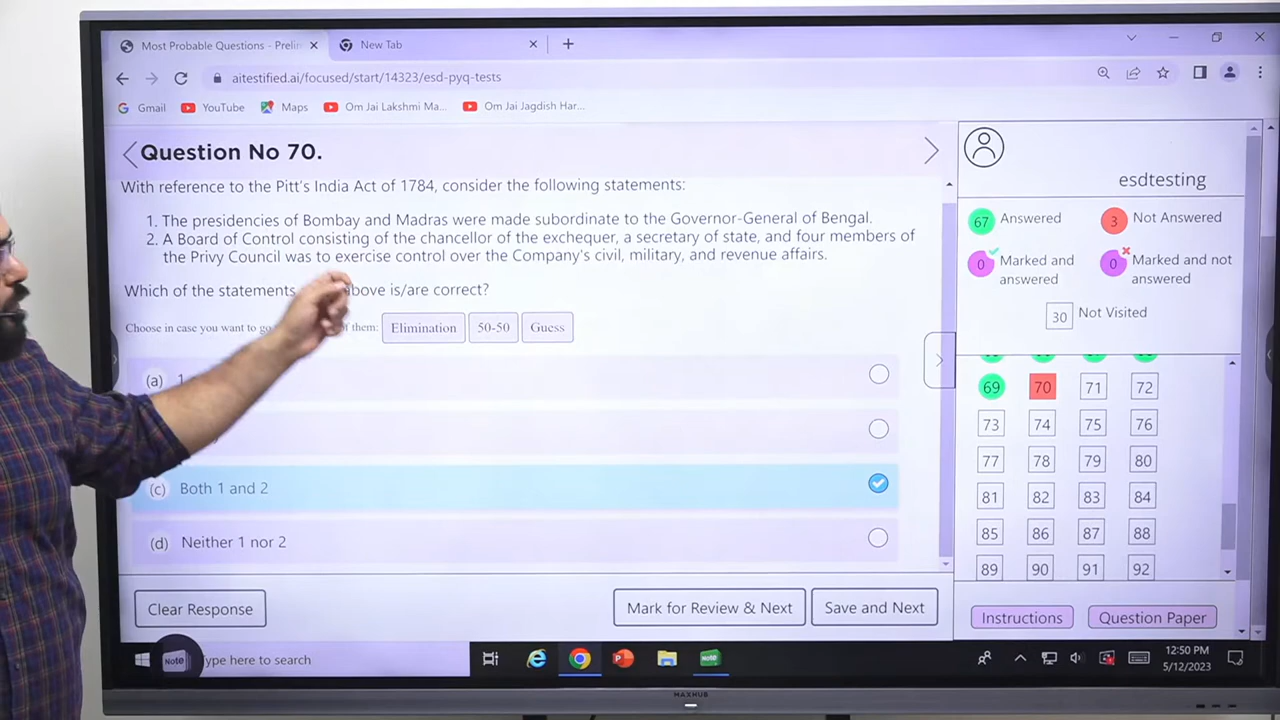 Most Probable Questions - Prelin
New Tab
aitestified.ai/focused/start/14323/esd-pyq-tests
Gmail YouTube Maps Om Jai Lakshmi Ma... Om Jai Jagdish Har...
Question No 70.
With reference to the Pitt's India Act of 1784, consider the following statements:
1. The presidencies of Bombay and Madras were made subordinate to the Governor-General of Bengal.
2. A Board of Control consisting of the chancellor of the exchequer, a secretary of state, and four members of
the Privy Council was to exercise control over the Company's civil, military, and revenue affairs.
Which of the statements above is/are correct?
Choose in case you want to go them: Elimination 50-50 Guess
(a) 1
(c) Both 1 and 2
(d) Neither 1 nor 2
Clear Response Mark for Review & Next Save and Next
esdtesting
67 Answered 3 Not Answered
0 Marked and answered 0 Marked and not answered
30 Not Visited
69 70 71 72
73 74 75 76
77 78 79 80
81 82 83 84
85 86 87 88
89 90 91 92
Instructions Question Paper
Note ype here to search
Note
12:50 PM
5/12/2023
MAXHUB